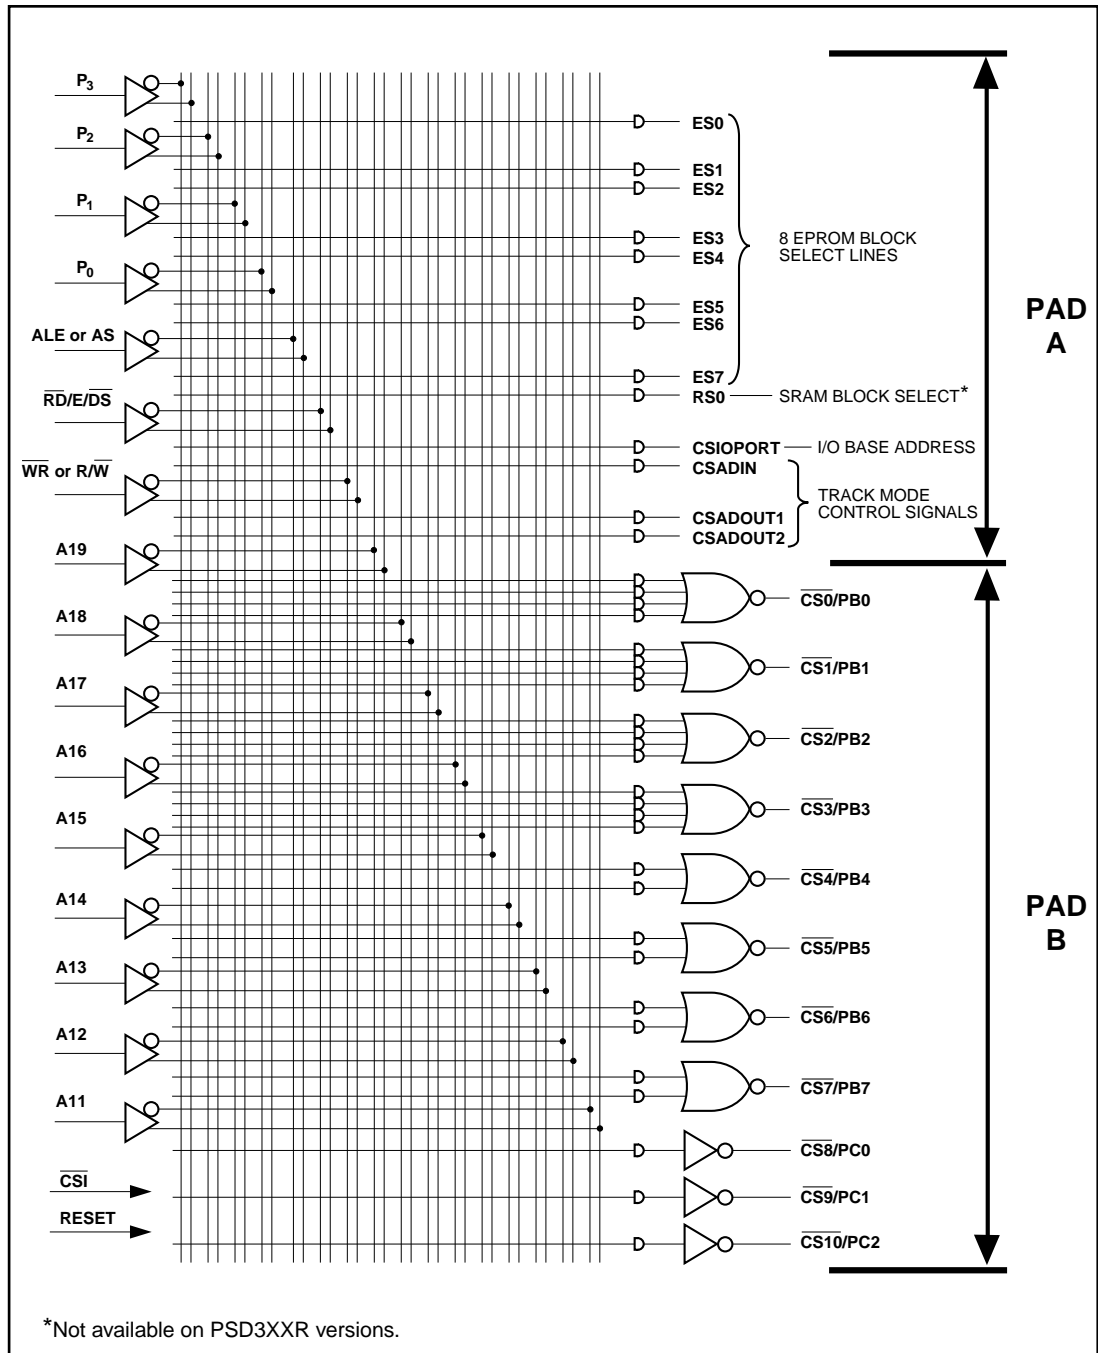 P3
P2
P1
P0
ALE or AS
RD/E/DS
WR or R/W
A19
A18
A17
A16
A15
A14
A13
A12
A11
CSI
RESET
ES0
ES1
ES2
ES3
ES4
ES5
ES6
ES7
8 EPROM BLOCK
SELECT LINES
RS0 SRAM BLOCK SELECT*
CSIOPORT I/O BASE ADDRESS
CSADIN
CSADOUT1
CSADOUT2
TRACK MODE
CONTROL SIGNALS
CS0/PB0
CS1/PB1
CS2/PB2
CS3/PB3
CS4/PB4
CS5/PB5
CS6/PB6
CS7/PB7
CS8/PC0
CS9/PC1
CS10/PC2
PAD
A
PAD
B
*Not available on PSD3XXR versions.